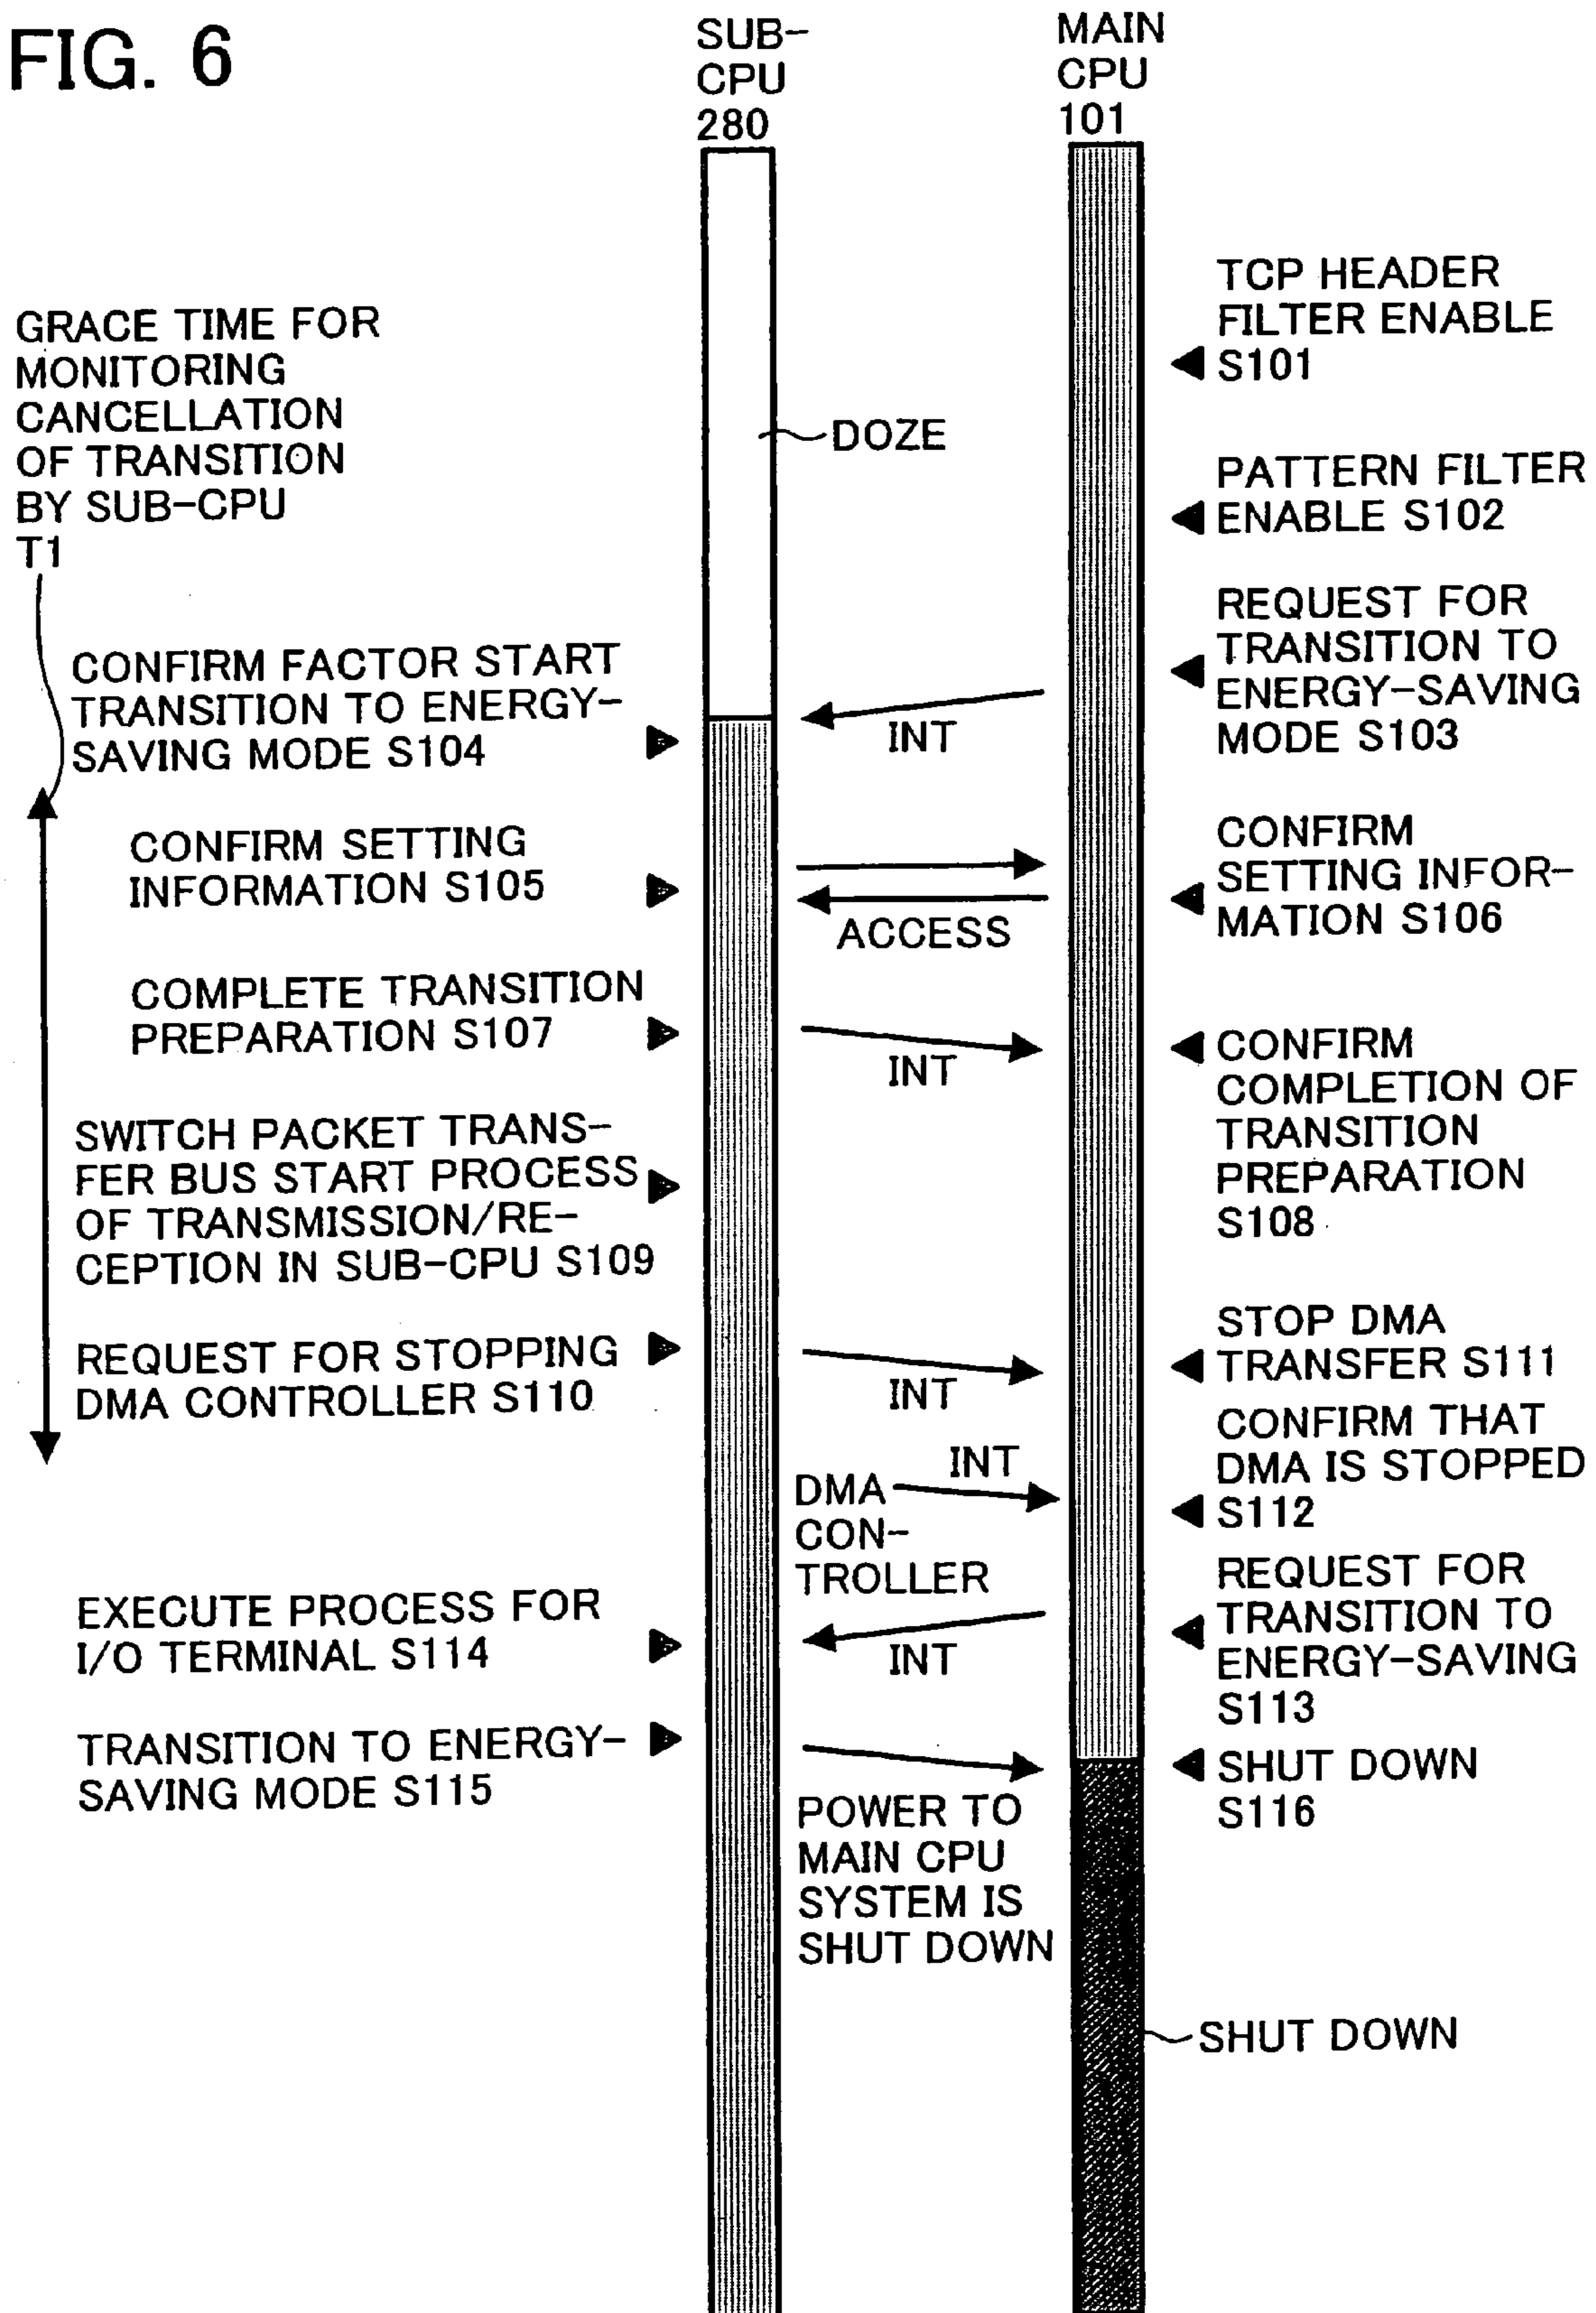 FIG. 6
SUB-
CPU
280
MAIN
CPU
101
TCP HEADER
FILTER ENABLE
S101
GRACE TIME FOR
MONITORING
CANCELLATION
OF TRANSITION
BY SUB-CPU
T1
DOZE
PATTERN FILTER
ENABLE S102
REQUEST FOR
TRANSITION TO
ENERGY-SAVING
MODE S103
CONFIRM FACTOR START
TRANSITION TO ENERGY-
SAVING MODE S104
INT
CONFIRM SETTING
INFORMATION S105
ACCESS
CONFIRM
SETTING INFOR-
MATION S106
COMPLETE TRANSITION
PREPARATION S107
INT
CONFIRM
COMPLETION OF
TRANSITION
PREPARATION
S108
SWITCH PACKET TRANS-
FER BUS START PROCESS
OF TRANSMISSION/RE-
CEPTION IN SUB-CPU S109
REQUEST FOR STOPPING
DMA CONTROLLER S110
INT
STOP DMA
TRANSFER S111
INT
DMA
CON-
TROLLER
CONFIRM THAT
DMA IS STOPPED
S112
REQUEST FOR
TRANSITION TO
ENERGY-SAVING
S113
INT
EXECUTE PROCESS FOR
I/O TERMINAL S114
TRANSITION TO ENERGY-
SAVING MODE S115
POWER TO
MAIN CPU
SYSTEM IS
SHUT DOWN
SHUT DOWN
S116
SHUT DOWN